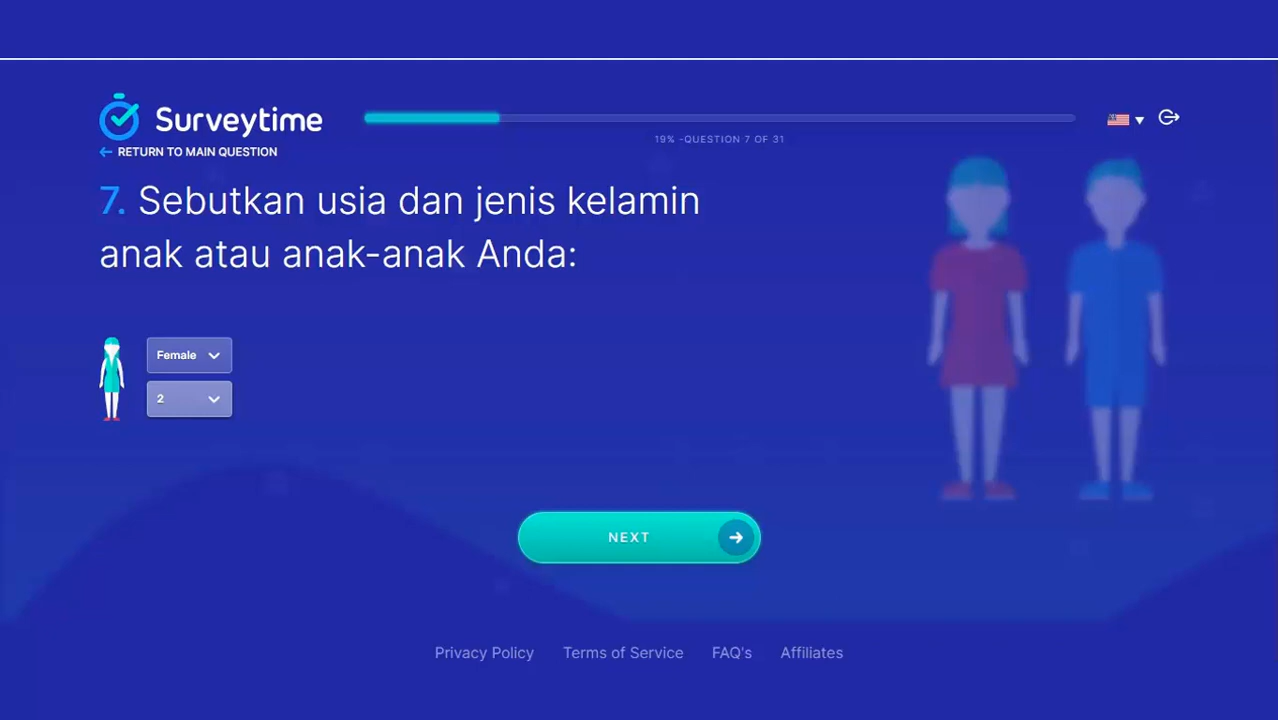 Surveytime
19% -QUESTION 7 OF 31
RETURN TO MAIN QUESTION
7. Sebutkan usia dan jenis kelamin
anak atau anak-anak Anda:
Female
2
NEXT
Privacy Policy Terms of Service FAQ's Affiliates